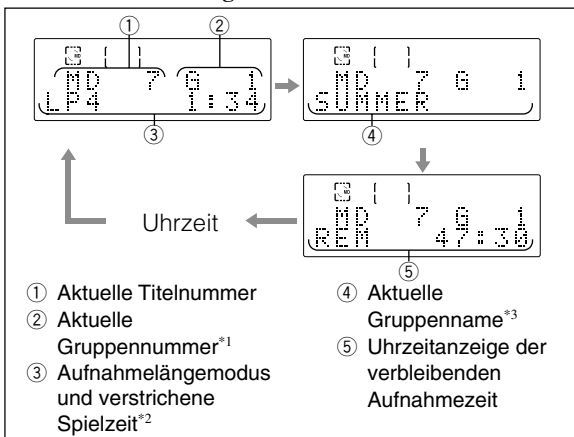 ① ②
MD 7 G 1
LP4 1:34
③
MD 7 G 1
SUMMER
④
MD 7 G 1
REM 47:30
⑤
Uhrzeit
① Aktuelle Titelnummer
② Aktuelle
Gruppennummer*1
③ Aufnahmelängemodus
und verstrichene
Spielzeit*2
④ Aktuelle
Gruppenname*3
⑤ Uhrzeitanzeige der
verbleibenden
Aufnahmezeit